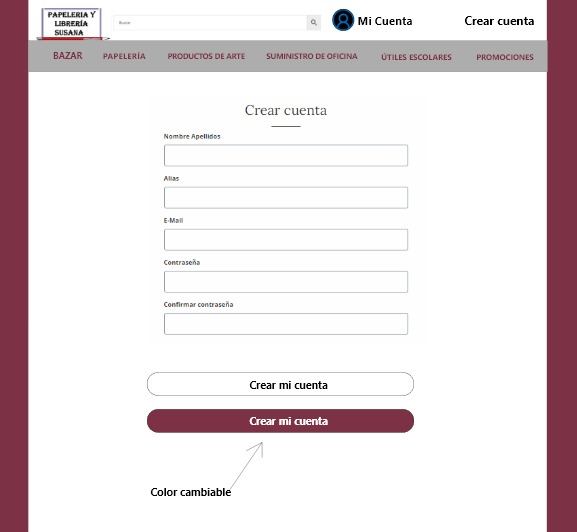 PAPELERIA Y
LIBRERÍA
SUSANA
Buscar
Mi Cuenta
Crear cuenta
BAZAR
PAPELERÍA
PRODUCTOS DE ARTE
SUMINISTRO DE OFICINA
ÚTILES ESCOLARES
PROMOCIONES
Crear cuenta
Nombre Apellidos
Alias
E-Mail
Contraseña
Confirmar contraseña
Crear mi cuenta
Crear mi cuenta
Color cambiable